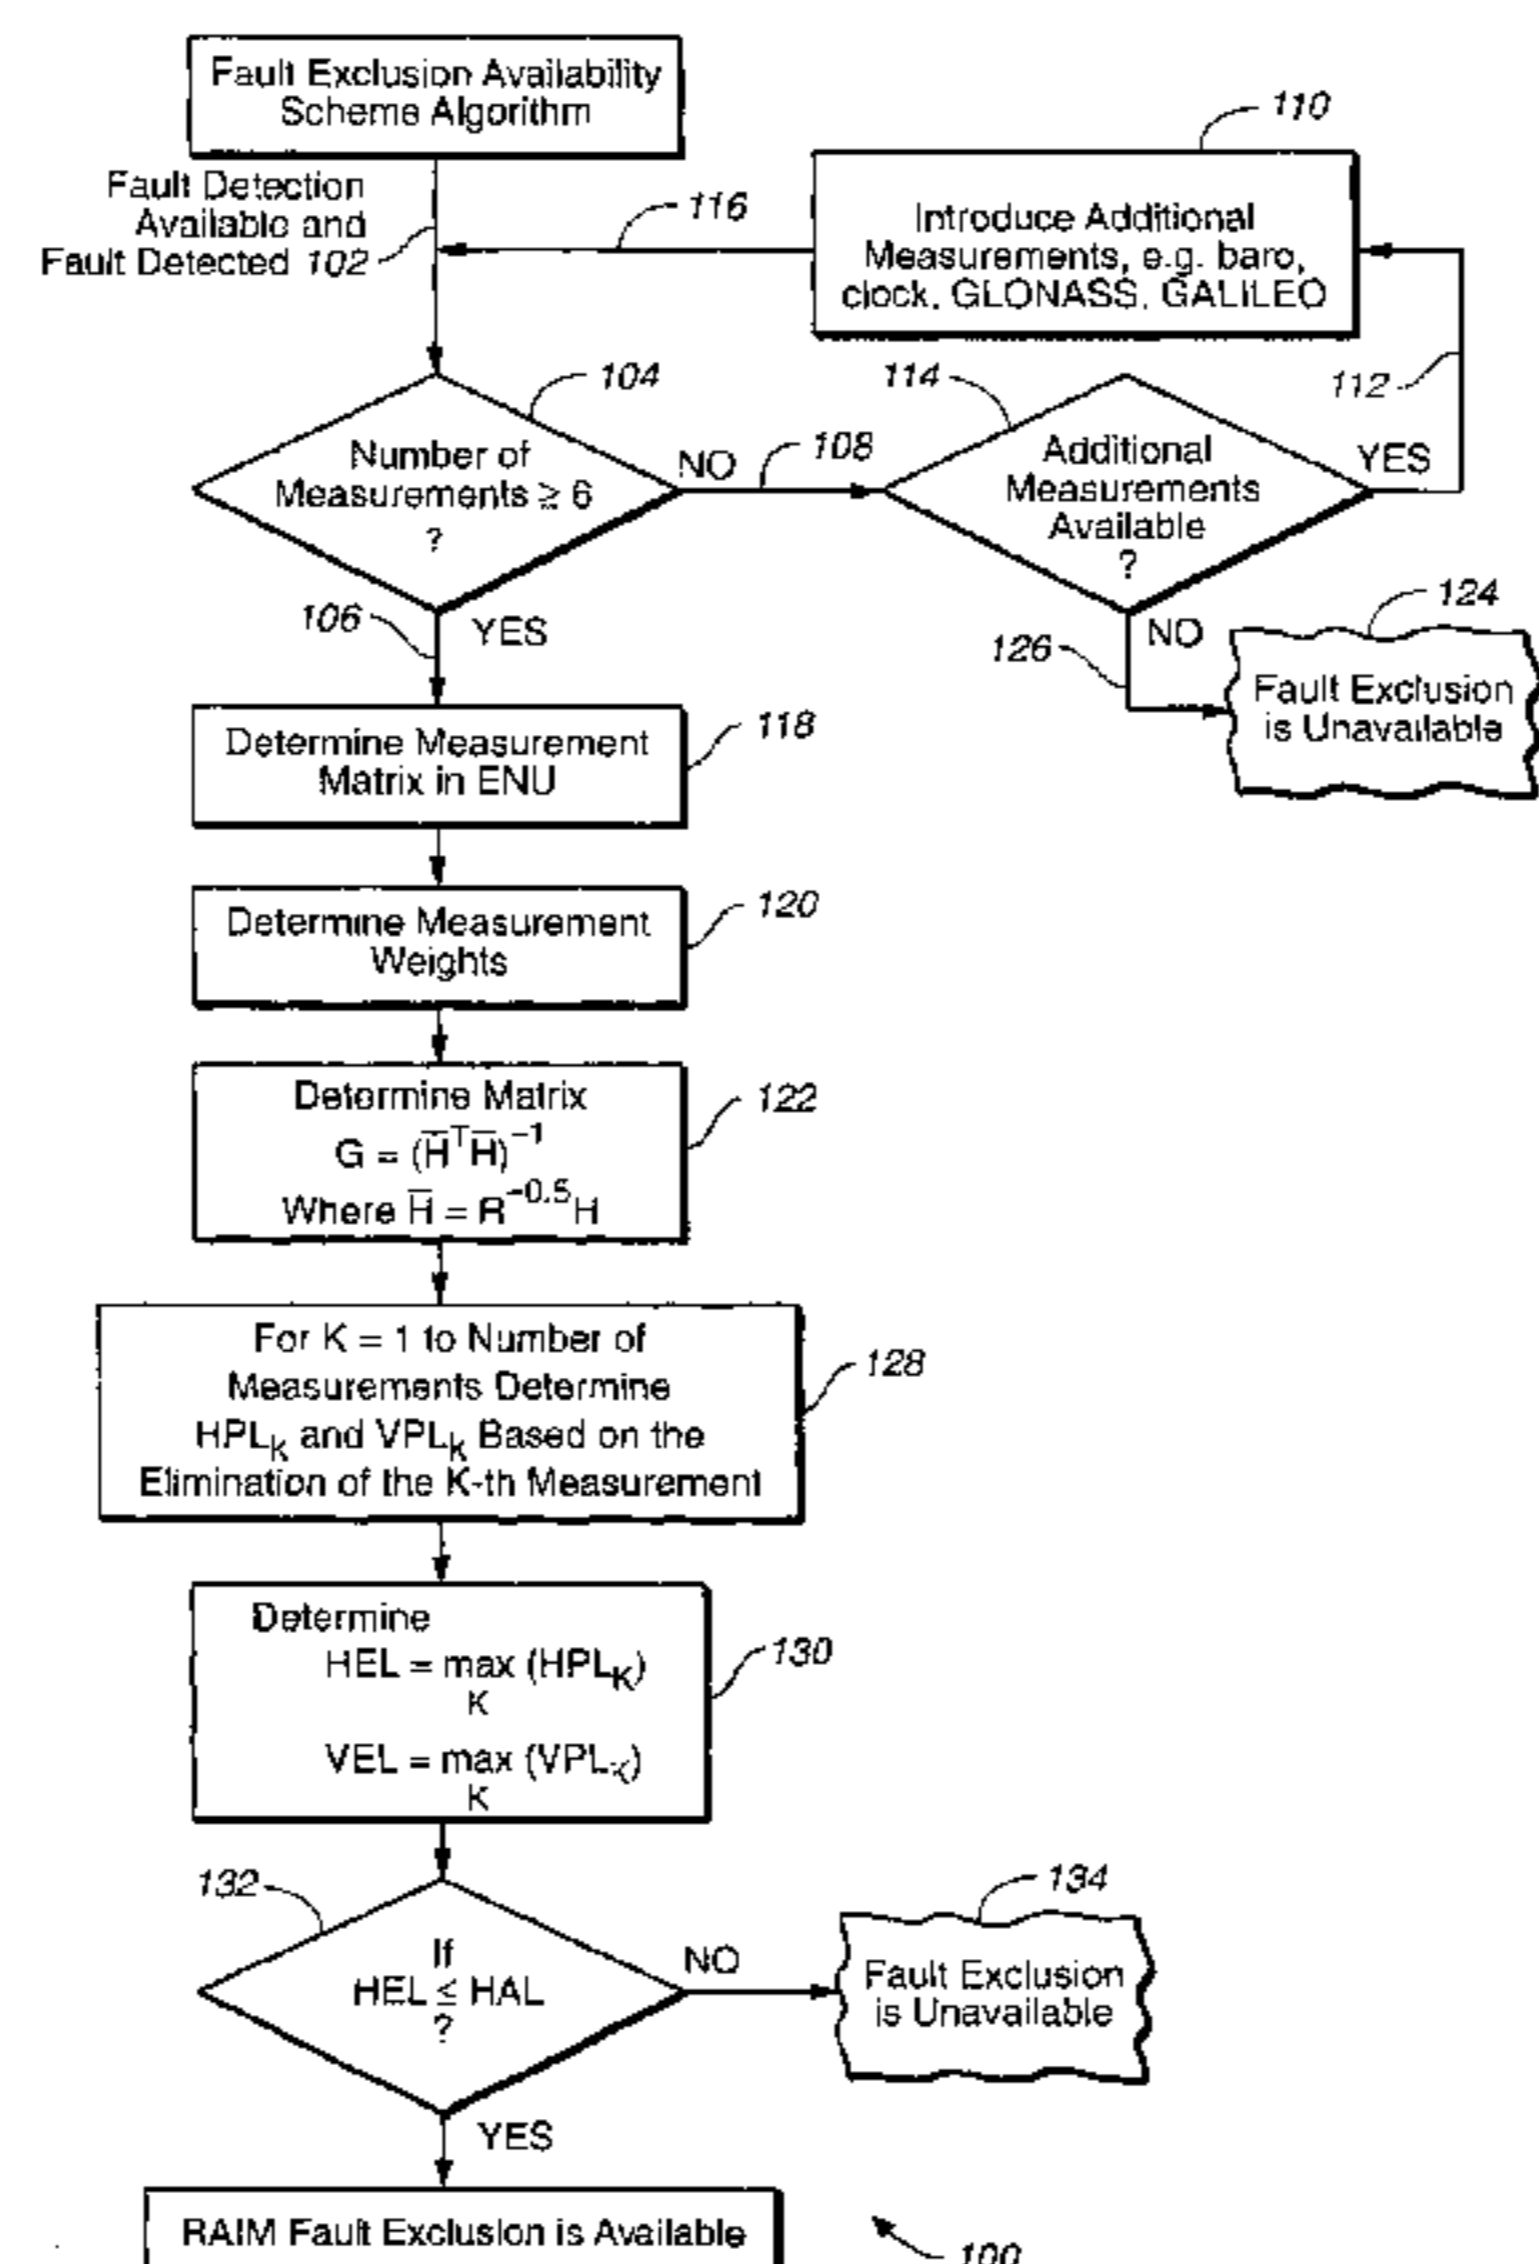 Fault Exclusion Availability
Scheme Algorithm
110
Fault Detection
Available and
Fault Detected 102
116
Introduce Additional
Measurements, e.g. baro,
clock, GLONASS, GALILEO
104
114
112
Number of
Measurements ≥ 6
?
NO
108
Additional
Measurements
Available
?
YES
106
YES
126
NO
124
Fault Exclusion
is Unavailable
Determine Measurement
Matrix in ENU
118
Determine Measurement
Weights
120
Determine Matrix
G = (H̅ᵀH̅)⁻¹
Where H̅ = R⁻⁰·⁵H
122
For K = 1 to Number of
Measurements Determine
HPLK and VPLK Based on the
Elimination of the K-th Measurement
128
Determine
HEL = max (HPLK)
K
VEL = max (VPLK)
K
130
132
If
HEL ≤ HAL
?
NO
134
Fault Exclusion
is Unavailable
YES
RAIM Fault Exclusion is Available
100